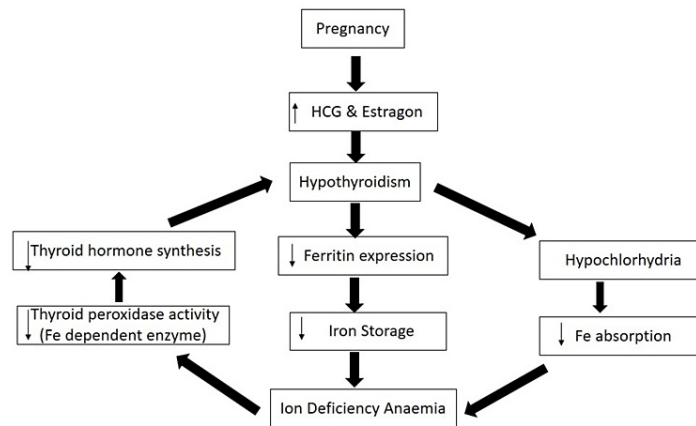 Pregnancy
↑ HCG & Estragon
Hypothyroidism
↓ Thyroid hormone synthesis
↓ Ferritin expression
Hypochlorhydria
↓ Thyroid peroxidase activity
(Fe dependent enzyme)
↓ Iron Storage
↓ Fe absorption
Ion Deficiency Anaemia